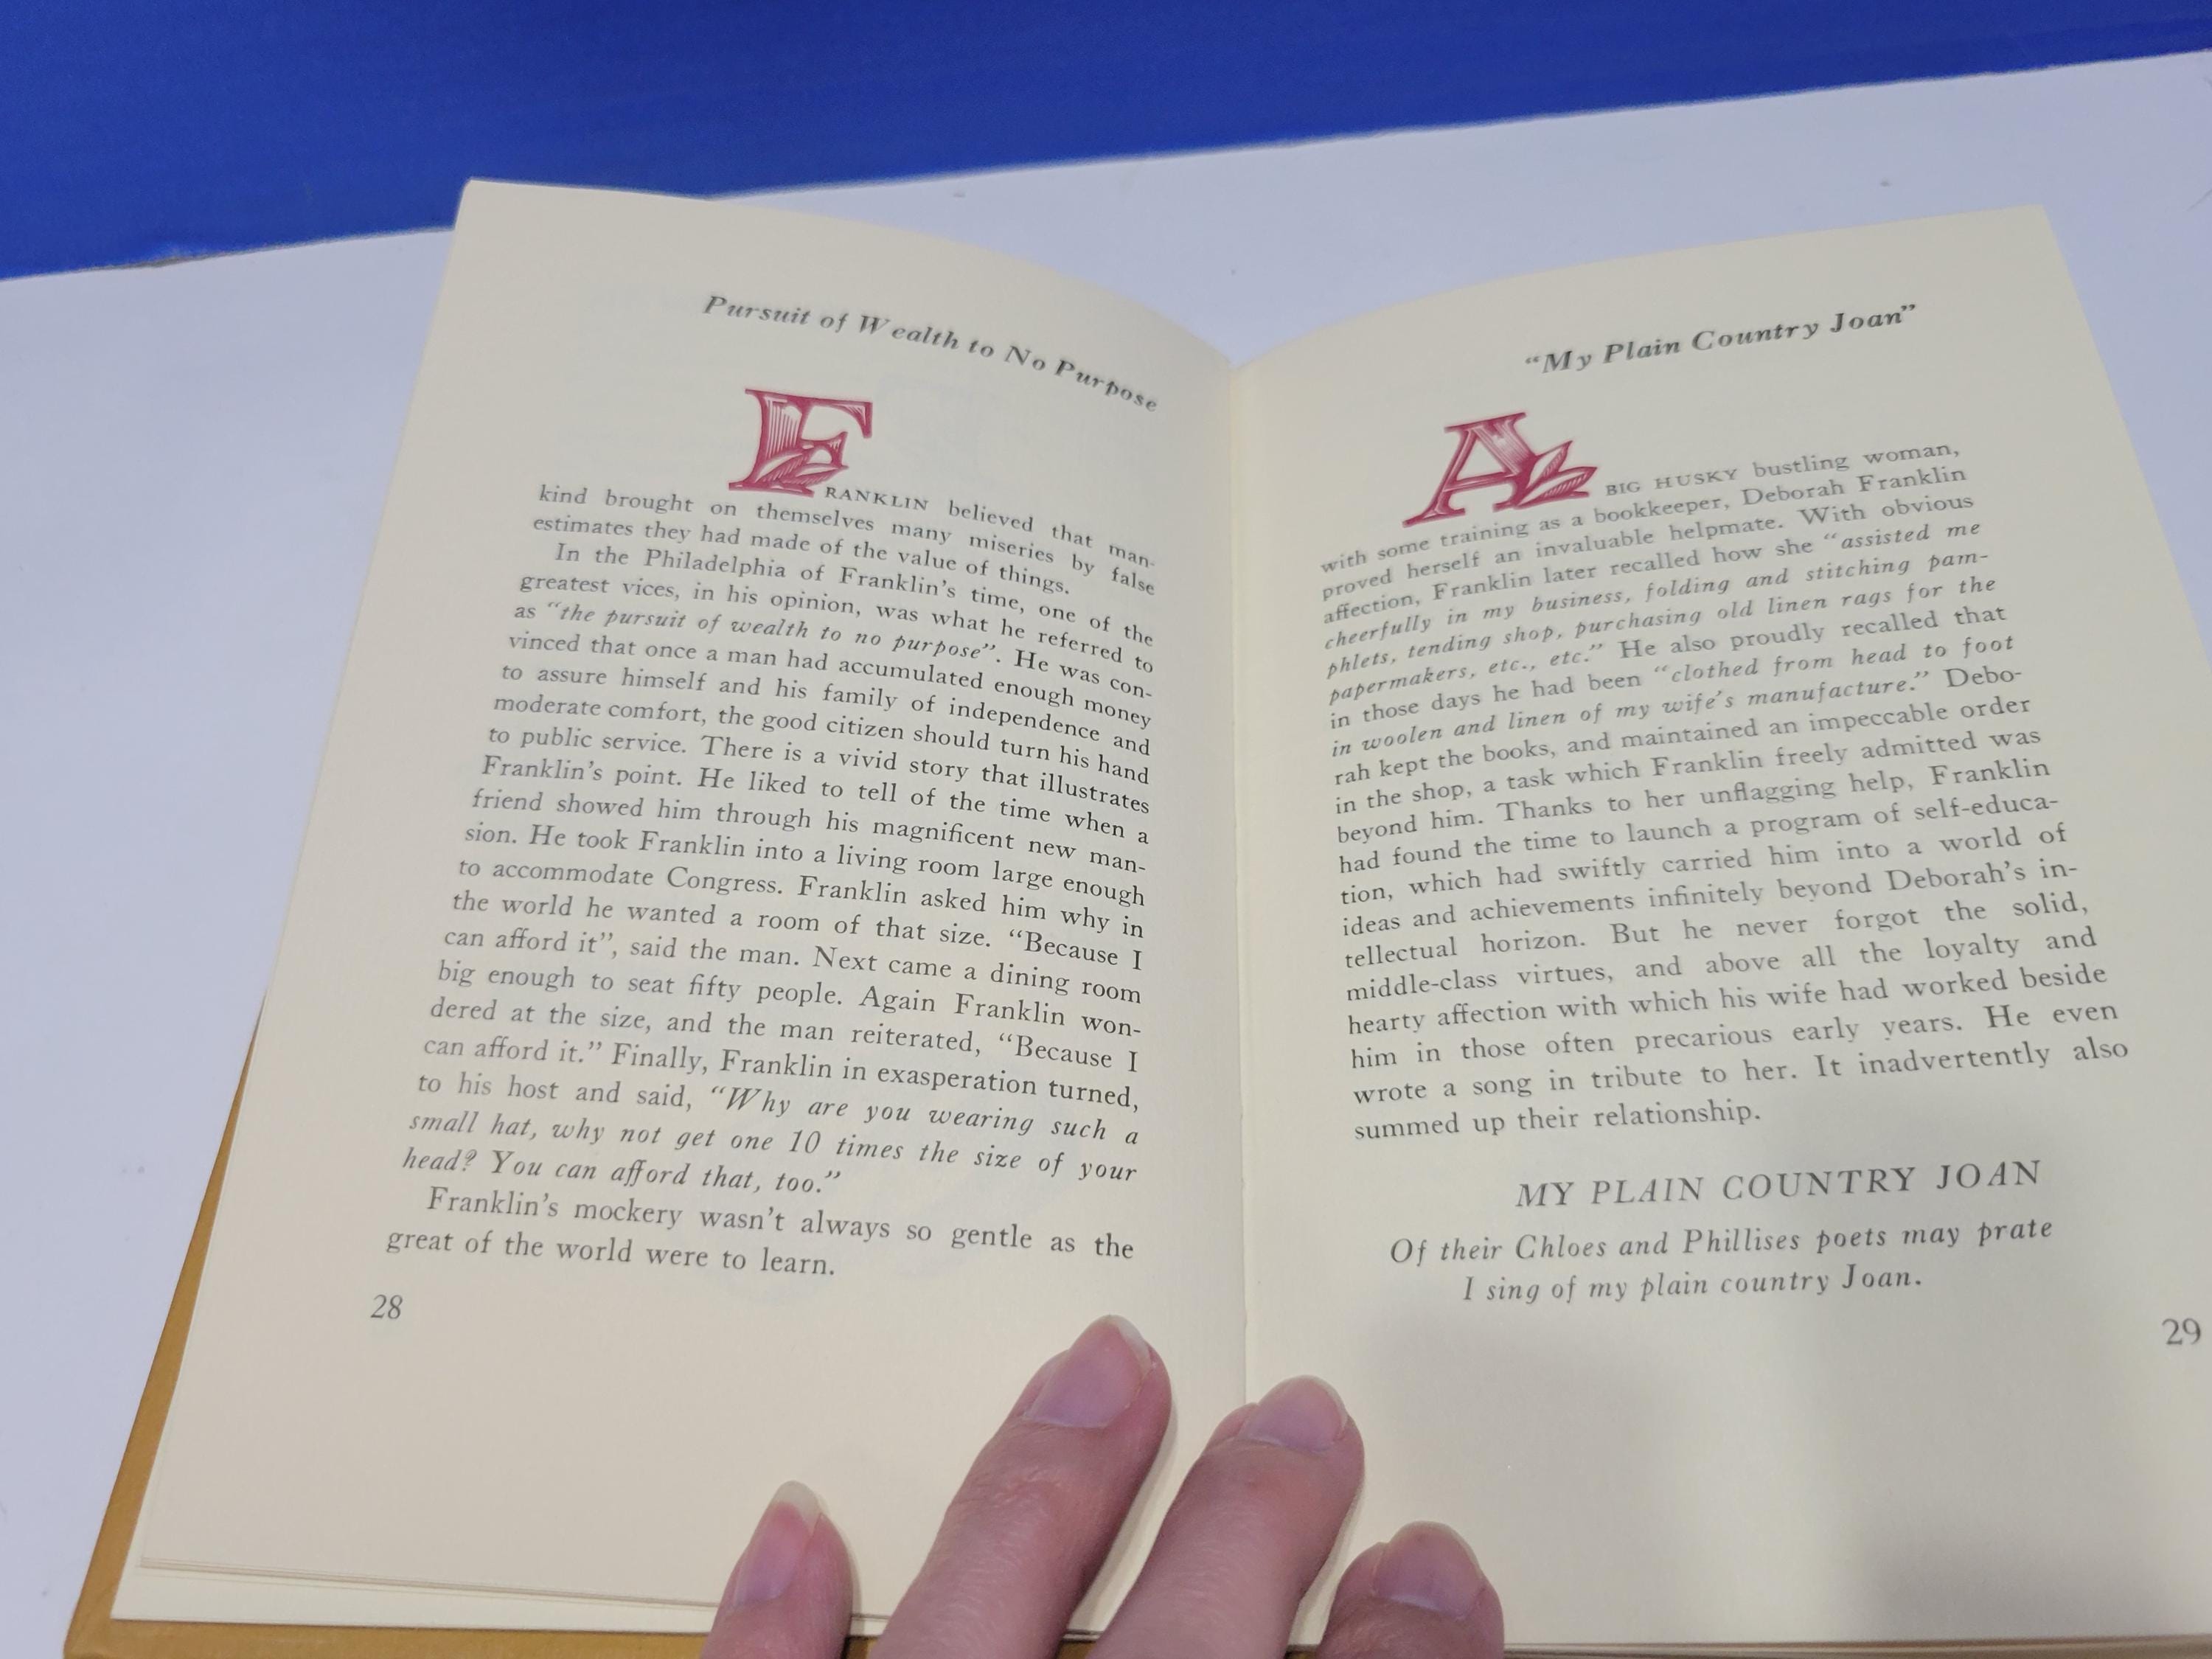 Pursuit of Wealth to No Purpose
FRANKLIN believed that man-
kind brought on themselves many miseries by false
estimates they had made of the value of things.
In the Philadelphia of Franklin's time, one of the
greatest vices, in his opinion, was what he referred to
as "the pursuit of wealth to no purpose". He was con-
vinced that once a man had accumulated enough money
to assure himself and his family of independence and
moderate comfort, the good citizen should turn his hand
to public service. There is a vivid story that illustrates
Franklin's point. He liked to tell of the time when a
friend showed him through his magnificent new man-
sion. He took Franklin into a living room large enough
to accommodate Congress. Franklin asked him why in
the world he wanted a room of that size. "Because I
can afford it", said the man. Next came a dining room
big enough to seat fifty people. Again Franklin won-
dered at the size, and the man reiterated, "Because I
can afford it." Finally, Franklin in exasperation turned,
to his host and said, "Why are you wearing such a
small hat, why not get one 10 times the size of your
head? You can afford that, too."
Franklin's mockery wasn't always so gentle as the
great of the world were to learn.
28
"My Plain Country Joan"
A BIG HUSKY bustling woman,
with some training as a bookkeeper, Deborah Franklin
proved herself an invaluable helpmate. With obvious
affection, Franklin later recalled how she "assisted me
cheerfully in my business, folding and stitching pam-
phlets, tending shop, purchasing old linen rags for the
papermakers, etc., etc." He also proudly recalled that
in those days he had been "clothed from head to foot
in woolen and linen of my wife's manufacture." Debo-
rah kept the books, and maintained an impeccable order
in the shop, a task which Franklin freely admitted was
beyond him. Thanks to her unflagging help, Franklin
had found the time to launch a program of self-educa-
tion, which had swiftly carried him into a world of
ideas and achievements infinitely beyond Deborah's in-
tellectual horizon. But he never forgot the solid,
middle-class virtues, and above all the loyalty and
hearty affection with which his wife had worked beside
him in those often precarious early years. He even
wrote a song in tribute to her. It inadvertently also
summed up their relationship.
MY PLAIN COUNTRY JOAN
Of their Chloes and Phillises poets may prate
I sing of my plain country Joan.
29